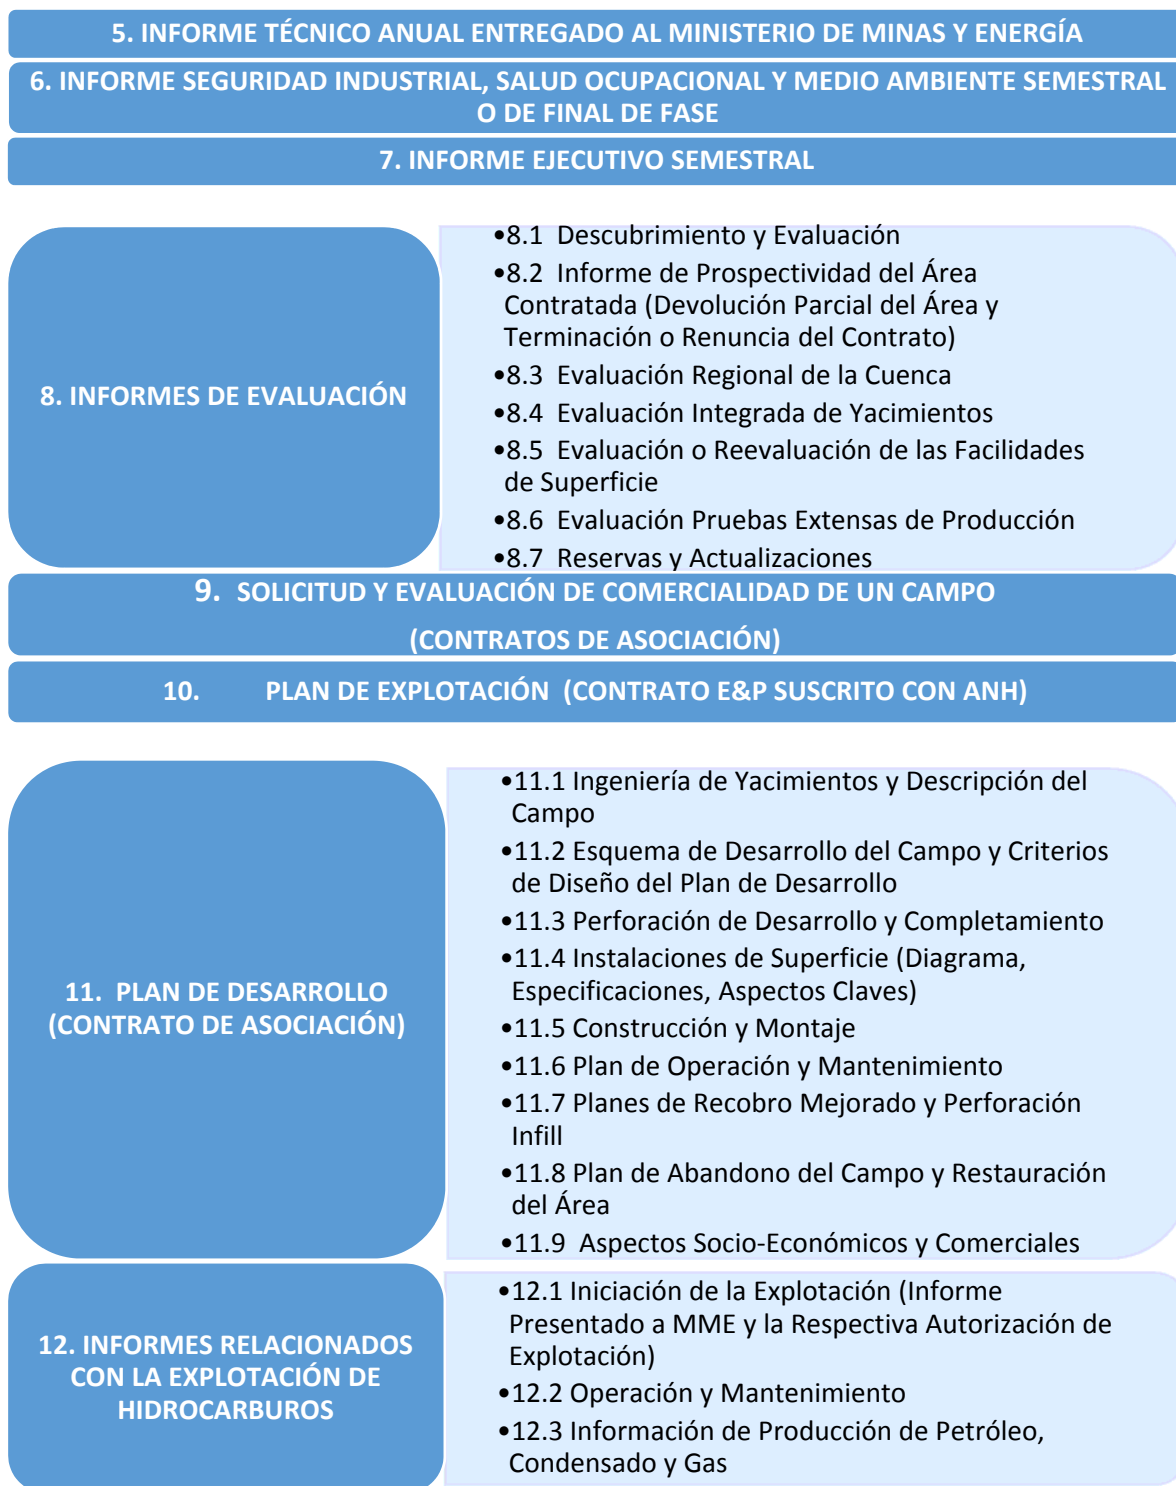 5. INFORME TÉCNICO ANUAL ENTREGADO AL MINISTERIO DE MINAS Y ENERGÍA
6. INFORME SEGURIDAD INDUSTRIAL, SALUD OCUPACIONAL Y MEDIO AMBIENTE SEMESTRAL
O DE FINAL DE FASE
7. INFORME EJECUTIVO SEMESTRAL
8. INFORMES DE EVALUACIÓN
•8.1 Descubrimiento y Evaluación
•8.2 Informe de Prospectividad del Área
Contratada (Devolución Parcial del Área y
Terminación o Renuncia del Contrato)
•8.3 Evaluación Regional de la Cuenca
•8.4 Evaluación Integrada de Yacimientos
•8.5 Evaluación o Reevaluación de las Facilidades
de Superficie
•8.6 Evaluación Pruebas Extensas de Producción
•8.7 Reservas y Actualizaciones
9. SOLICITUD Y EVALUACIÓN DE COMERCIALIDAD DE UN CAMPO
(CONTRATOS DE ASOCIACIÓN)
10. PLAN DE EXPLOTACIÓN (CONTRATO E&P SUSCRITO CON ANH)
11. PLAN DE DESARROLLO
(CONTRATO DE ASOCIACIÓN)
•11.1 Ingeniería de Yacimientos y Descripción del
Campo
•11.2 Esquema de Desarrollo del Campo y Criterios
de Diseño del Plan de Desarrollo
•11.3 Perforación de Desarrollo y Completamiento
•11.4 Instalaciones de Superficie (Diagrama,
Especificaciones, Aspectos Claves)
•11.5 Construcción y Montaje
•11.6 Plan de Operación y Mantenimiento
•11.7 Planes de Recobro Mejorado y Perforación
Infill
•11.8 Plan de Abandono del Campo y Restauración
del Área
•11.9 Aspectos Socio-Económicos y Comerciales
12. INFORMES RELACIONADOS
CON LA EXPLOTACIÓN DE
HIDROCARBUROS
•12.1 Iniciación de la Explotación (Informe
Presentado a MME y la Respectiva Autorización de
Explotación)
•12.2 Operación y Mantenimiento
•12.3 Información de Producción de Petróleo,
Condensado y Gas